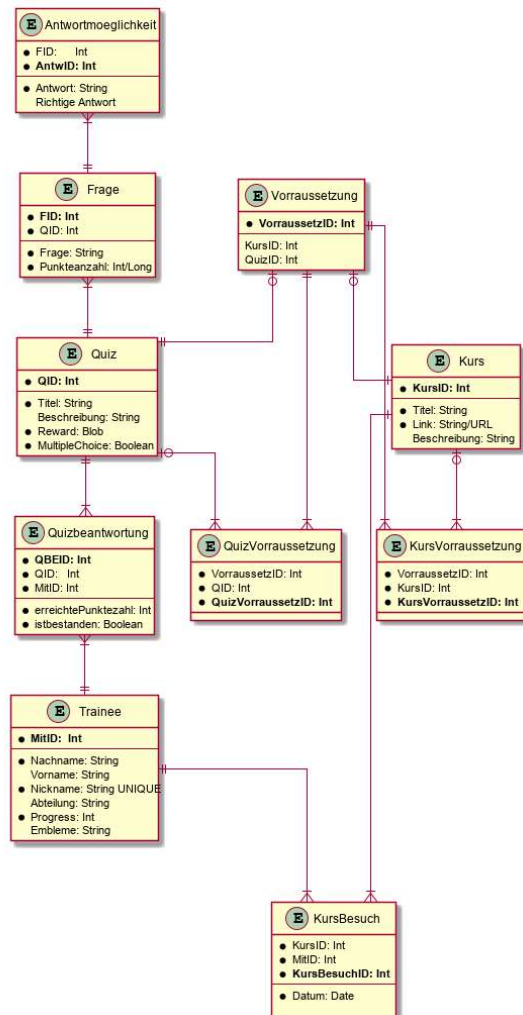 E Antwortmoeglichkeit
FID: Int
AntwID: Int
Antwort: String
Richtige Antwort
E Frage
FID: Int
QID: Int
Frage: String
Punkteanzahl: Int/Long
E Vorraussetzung
VorraussetzID: Int
KursID: Int
QuizID: Int
E Quiz
QID: Int
Titel: String
Beschreibung: String
Reward: Blob
MultipleChoice: Boolean
E Kurs
KursID: Int
Titel: String
Link: String/URL
Beschreibung: String
E Quizbeantwortung
QBEID: Int
QID: Int
MitID: Int
erreichtePunktezahl: Int
istbestanden: Boolean
E QuizVorraussetzung
VorraussetzID: Int
QID: Int
QuizVorraussetzID: Int
E KursVorraussetzung
VorraussetzID: Int
KursID: Int
KursVorraussetzID: Int
E Trainee
MitID: Int
Nachname: String
Vorname: String
Nickname: String UNIQUE
Abteilung: String
Progress: Int
Embleme: String
E KursBesuch
KursID: Int
MitID: Int
KursBesuchID: Int
Datum: Date